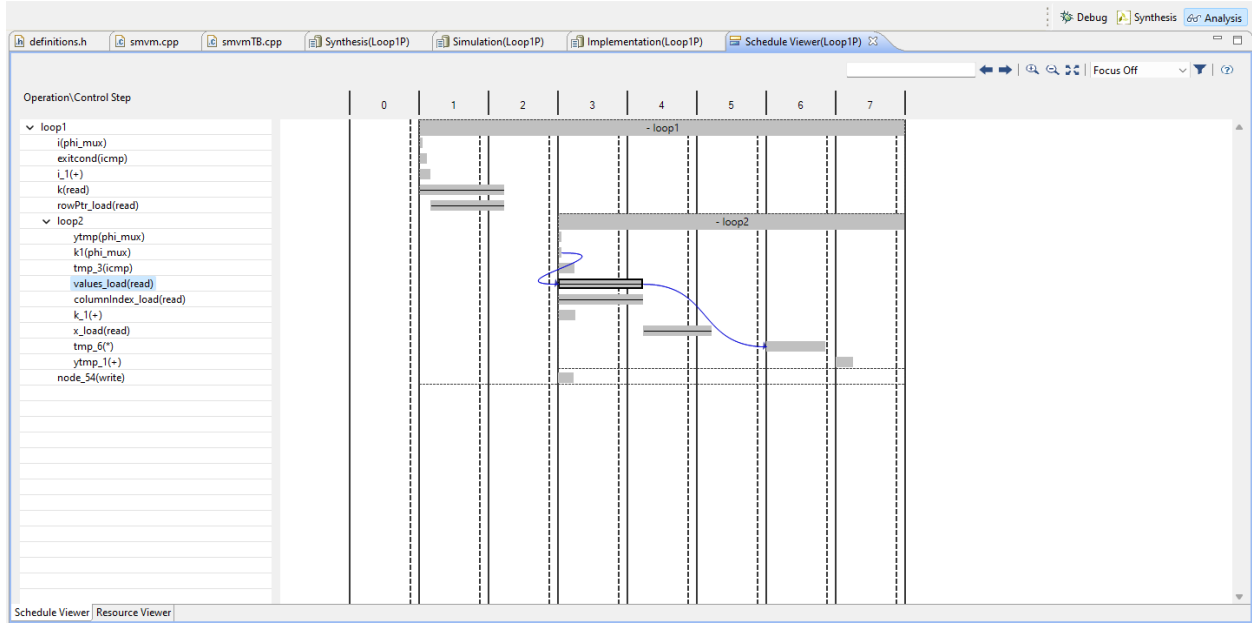 Debug Synthesis Analysis
definitions.h smvm.cpp smvmTB.cpp Synthesis(Loop1P) Simulation(Loop1P) Implementation(Loop1P) Schedule Viewer(Loop1P)
Focus Off
Operation\Control Step 0 1 2 3 4 5 6 7
loop1 - loop1
i(phi_mux)
exitcond(icmp)
i_1(+)
k(read)
rowPtr_load(read)
loop2 - loop2
ytmp(phi_mux)
k1(phi_mux)
tmp_3(icmp)
values_load(read)
columnIndex_load(read)
k_1(+)
x_load(read)
tmp_6(*)
ytmp_1(+)
node_54(write)
Schedule Viewer Resource Viewer